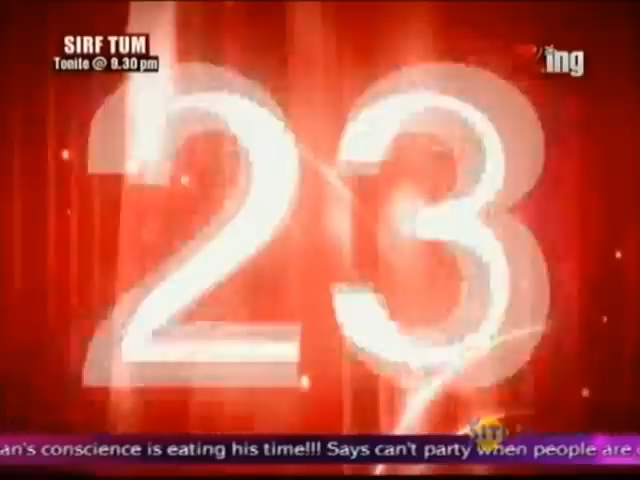 SIRF TUM
Tonite @ 9.30 pm
ing
23
an's conscience is eating his time!!! Says can't party when people are